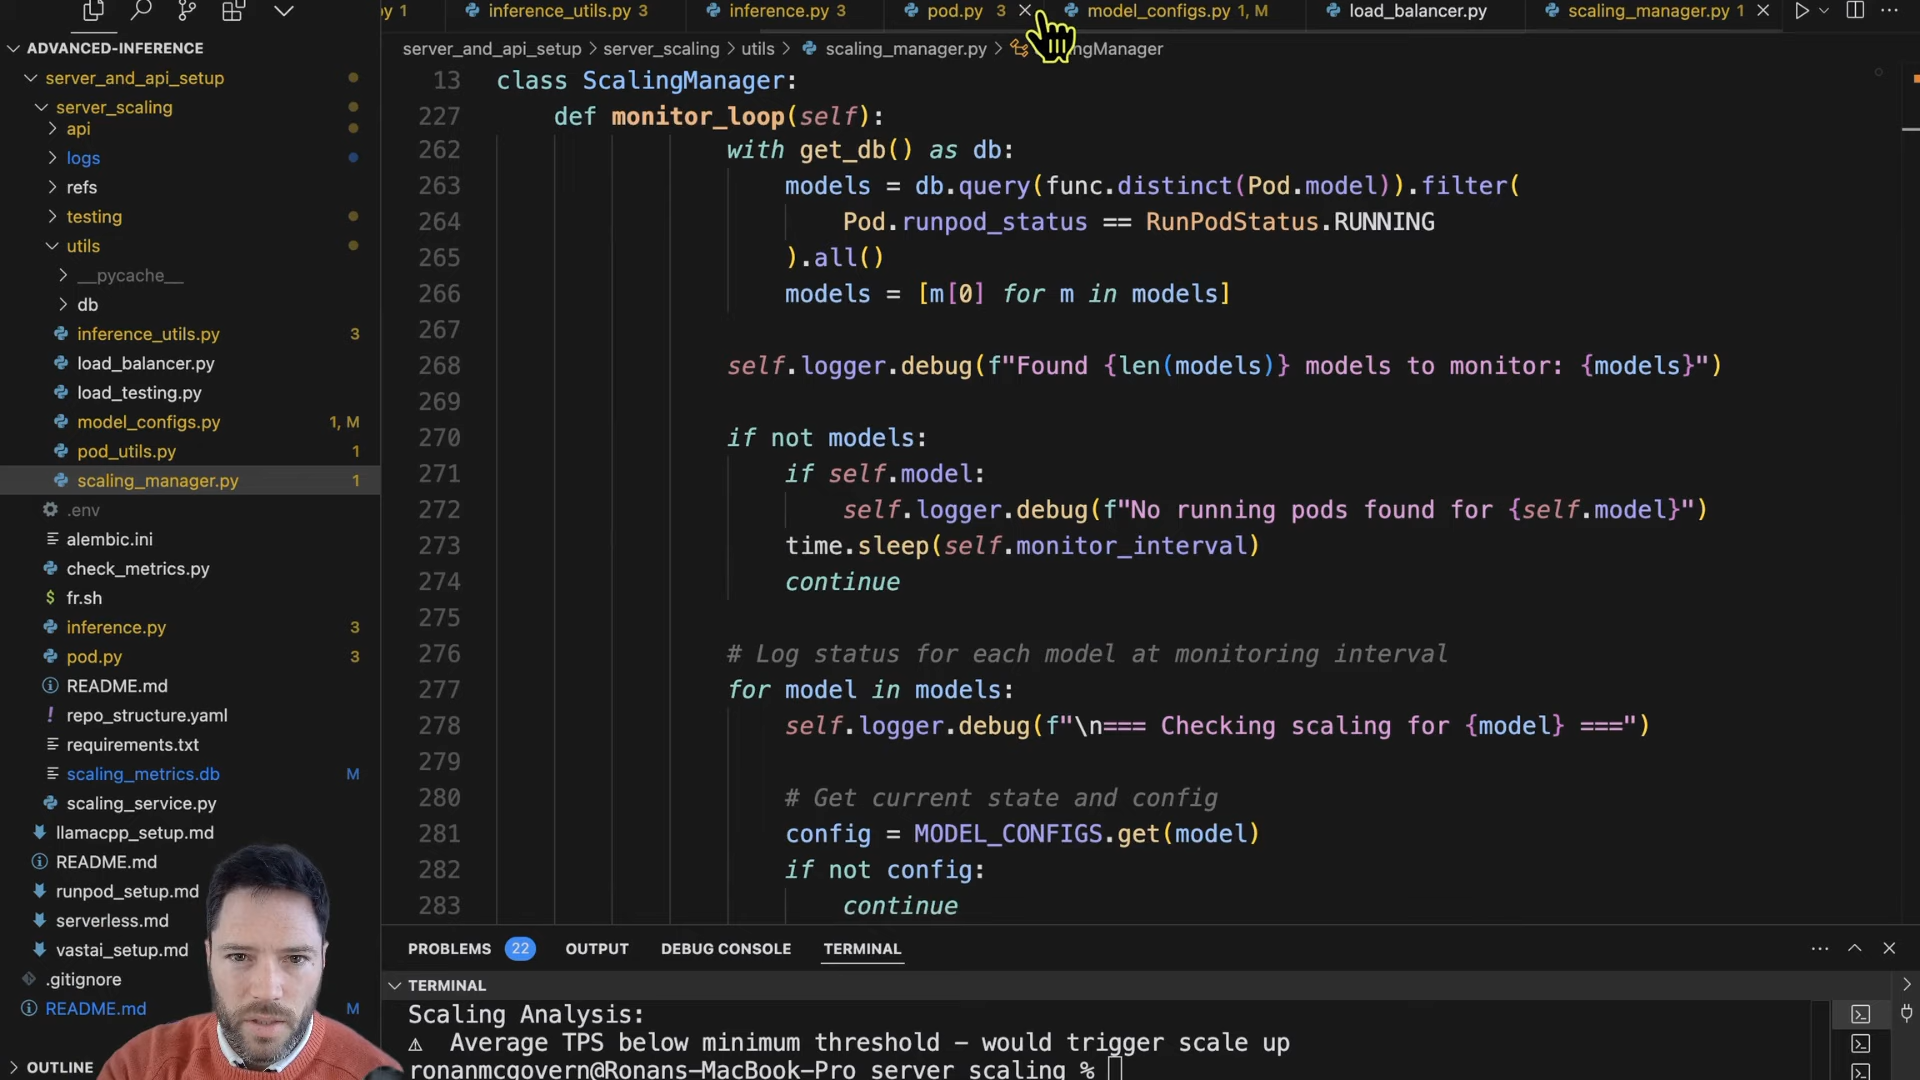 py 1
inference_utils.py 3
inference.py 3
pod.py 3
model_configs.py 1, M
load_balancer.py
scaling_manager.py 1
ADVANCED-INFERENCE
server_and_api_setup
server_scaling
api
logs
refs
testing
utils
__pycache__
db
inference_utils.py 3
load_balancer.py
load_testing.py
model_configs.py 1, M
pod_utils.py 1
scaling_manager.py 1
.env
alembic.ini
check_metrics.py
$ fr.sh
inference.py 3
pod.py 3
README.md
! repo_structure.yaml
requirements.txt
scaling_metrics.db M
scaling_service.py
llamacpp_setup.md
README.md
runpod_setup.md
serverless.md
vastai_setup.md
.gitignore
README.md M
OUTLINE
server_and_api_setup > server_scaling > utils > scaling_manager.py > ngManager
13 class ScalingManager:
227 def monitor_loop(self):
262 with get_db() as db:
263 models = db.query(func.distinct(Pod.model)).filter(
264 Pod.runpod_status == RunPodStatus.RUNNING
265 ).all()
266 models = [m[0] for m in models]
267
268 self.logger.debug(f"Found {len(models)} models to monitor: {models}")
269
270 if not models:
271 if self.model:
272 self.logger.debug(f"No running pods found for {self.model}")
273 time.sleep(self.monitor_interval)
274 continue
275
276 # Log status for each model at monitoring interval
277 for model in models:
278 self.logger.debug(f"\n=== Checking scaling for {model} ===")
279
280 # Get current state and config
281 config = MODEL_CONFIGS.get(model)
282 if not config:
283 continue
PROBLEMS 22 OUTPUT DEBUG CONSOLE TERMINAL
TERMINAL
Scaling Analysis:
⚠ Average TPS below minimum threshold – would trigger scale up
ronanmcgovern@Ronans-MacBook-Pro server_scaling %